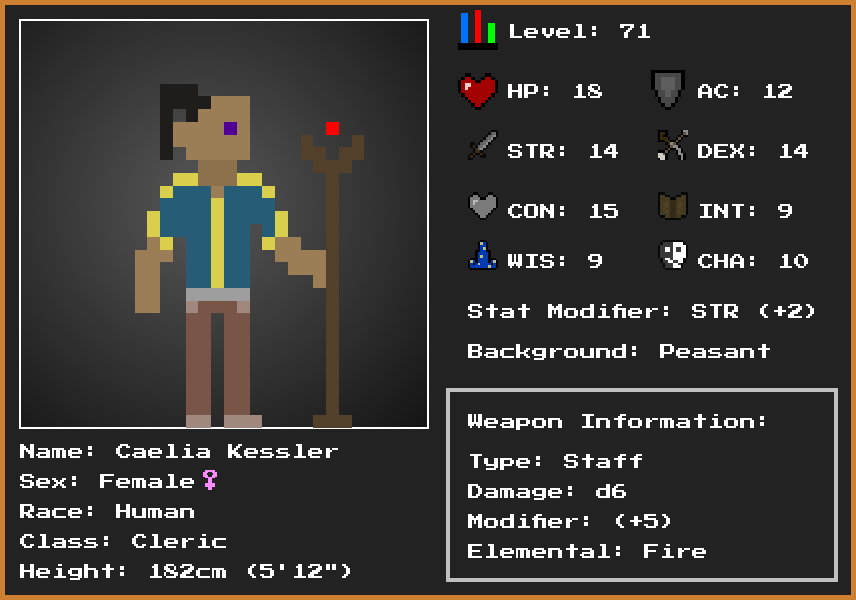 Level: 71
HP: 18
AC: 12
STR: 14
DEX: 14
CON: 15
INT: 9
WIS: 9
CHA: 10
Stat Modifier: STR (+2)
Background: Peasant
Weapon Information:
Type: Staff
Damage: d6
Modifier: (+5)
Elemental: Fire
Name: Caelia Kessler
Sex: Female♀
Race: Human
Class: Cleric
Height: 182cm (5'12")